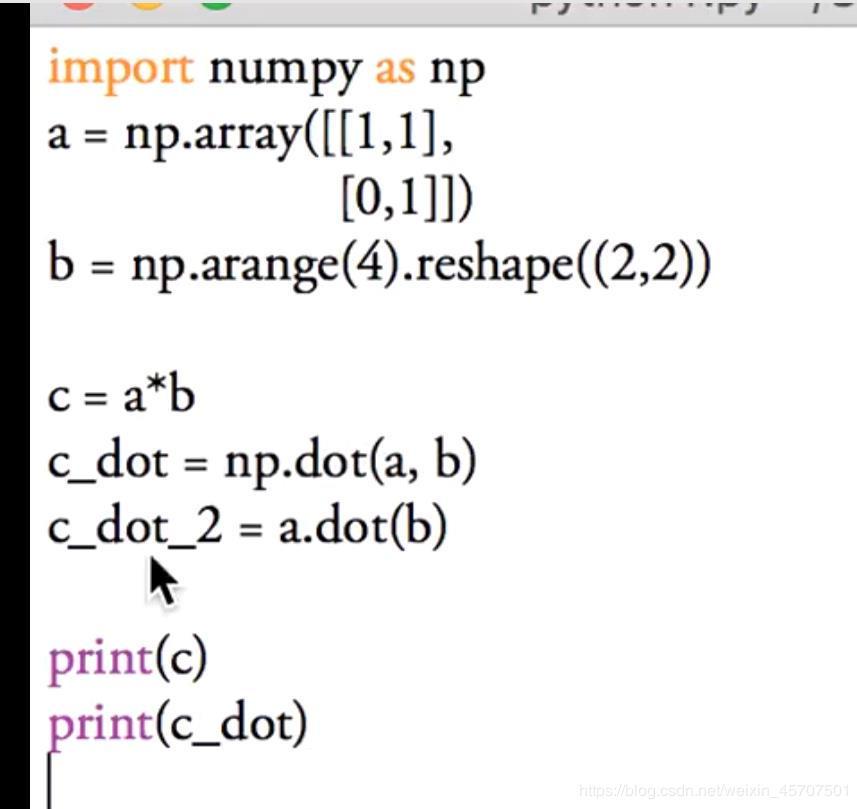 import numpy as np
a = np.array([[1,1],
[0,1]])
b = np.arange(4).reshape((2,2))
c = a*b
c_dot = np.dot(a, b)
c_dot_2 = a.dot(b)
print(c)
print(c_dot)
https://blog.csdn.net/weixin_45707501